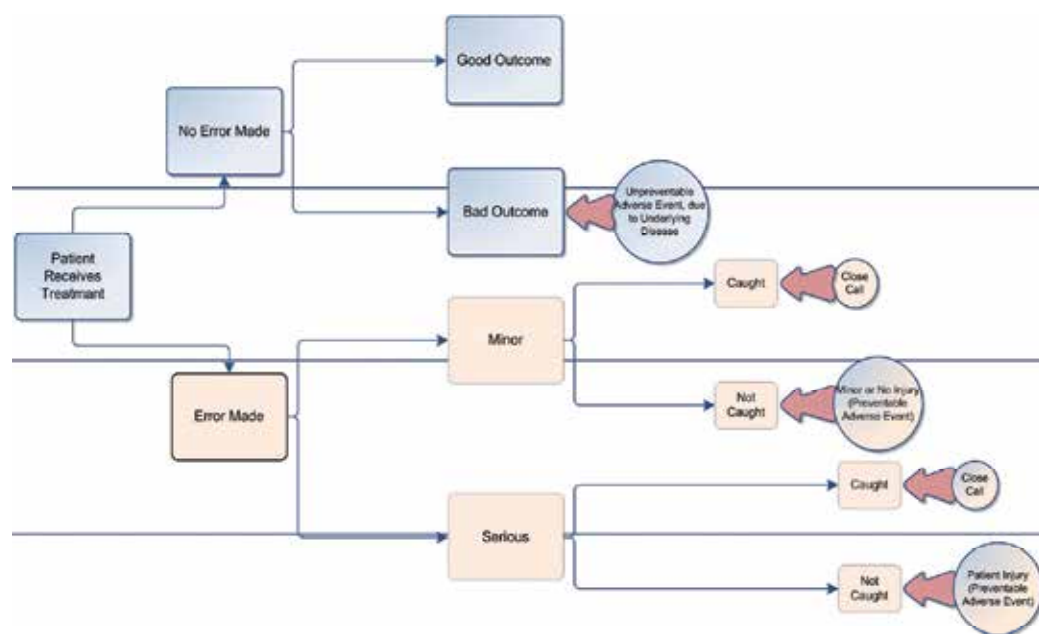 Good Outcome
No Error Made
Bad Outcome
Unpreventable
Adverse Event, due
to Underlying
Disease
Patient
Receives
Treatmant
Caught
Close
Call
Minor
Error Made
Not
Caught
Minor or No Injury
(Preventable
Adverse Event)
Caught
Close
Call
Serious
Not
Caught
Patient Injury
(Preventable
Adverse Event)